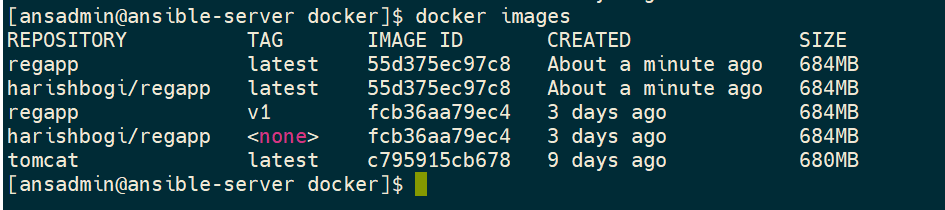 [ansadmin@ansible-server docker]$ docker images
REPOSITORY          TAG       IMAGE ID       CREATED              SIZE
regapp              latest    55d375ec97c8   About a minute ago   684MB
harishbogi/regapp   latest    55d375ec97c8   About a minute ago   684MB
regapp              v1        fcb36aa79ec4   3 days ago           684MB
harishbogi/regapp   <none>    fcb36aa79ec4   3 days ago           684MB
tomcat              latest    c795915cb678   9 days ago           680MB
[ansadmin@ansible-server docker]$